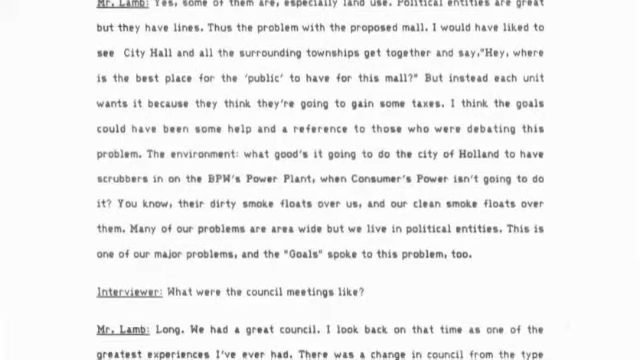 Mr. Lamb: Yes, some of them are, especially land use. Political entities are great
but they have lines. Thus the problem with the proposed mall. I would have liked to
see City Hall and all the surrounding townships get together and say,"Hey, where
is the best place for the 'public' to have for this mall?" But instead each unit
wants it because they think they're going to gain some taxes. I think the goals
could have been some help and a reference to those who were debating this
problem. The environment: what good's it going to do the city of Holland to have
scrubbers in on the BPW's Power Plant, when Consumer's Power isn't going to do
it? You know, their dirty smoke floats over us, and our clean smoke floats over
them. Many of our problems are area wide but we live in political entities. This is
one of our major problems, and the "Goals" spoke to this problem, too.
Interviewer: What were the council meetings like?
Mr. Lamb: Long. We had a great council. I look back on that time as one of the
greatest experiences I've ever had. There was a change in council from the type